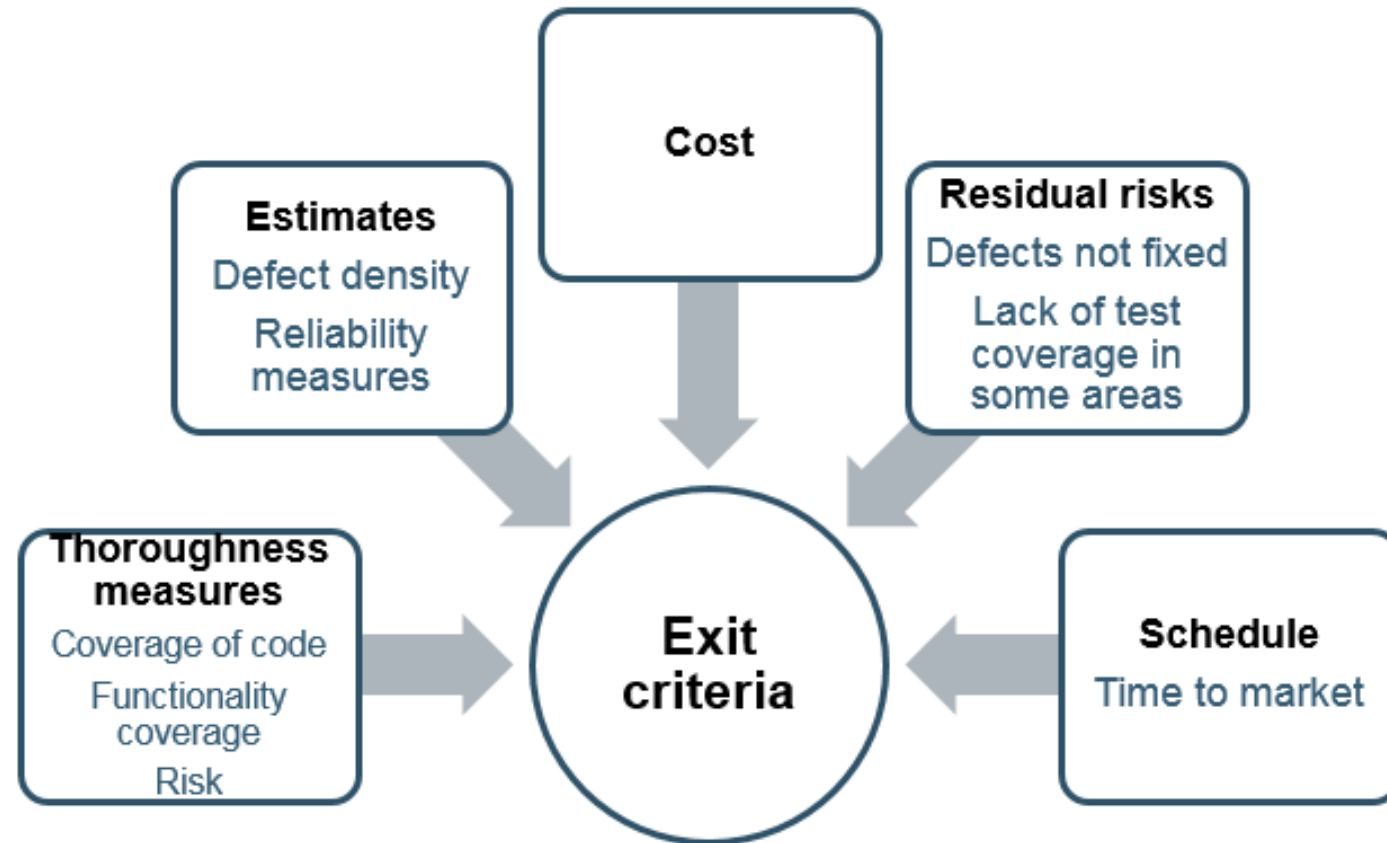 Cost
Estimates
Defect density
Reliability
measures
Residual risks
Defects not fixed
Lack of test
coverage in
some areas
Thoroughness
measures
Coverage of code
Functionality
coverage
Risk
Exit
criteria
Schedule
Time to market